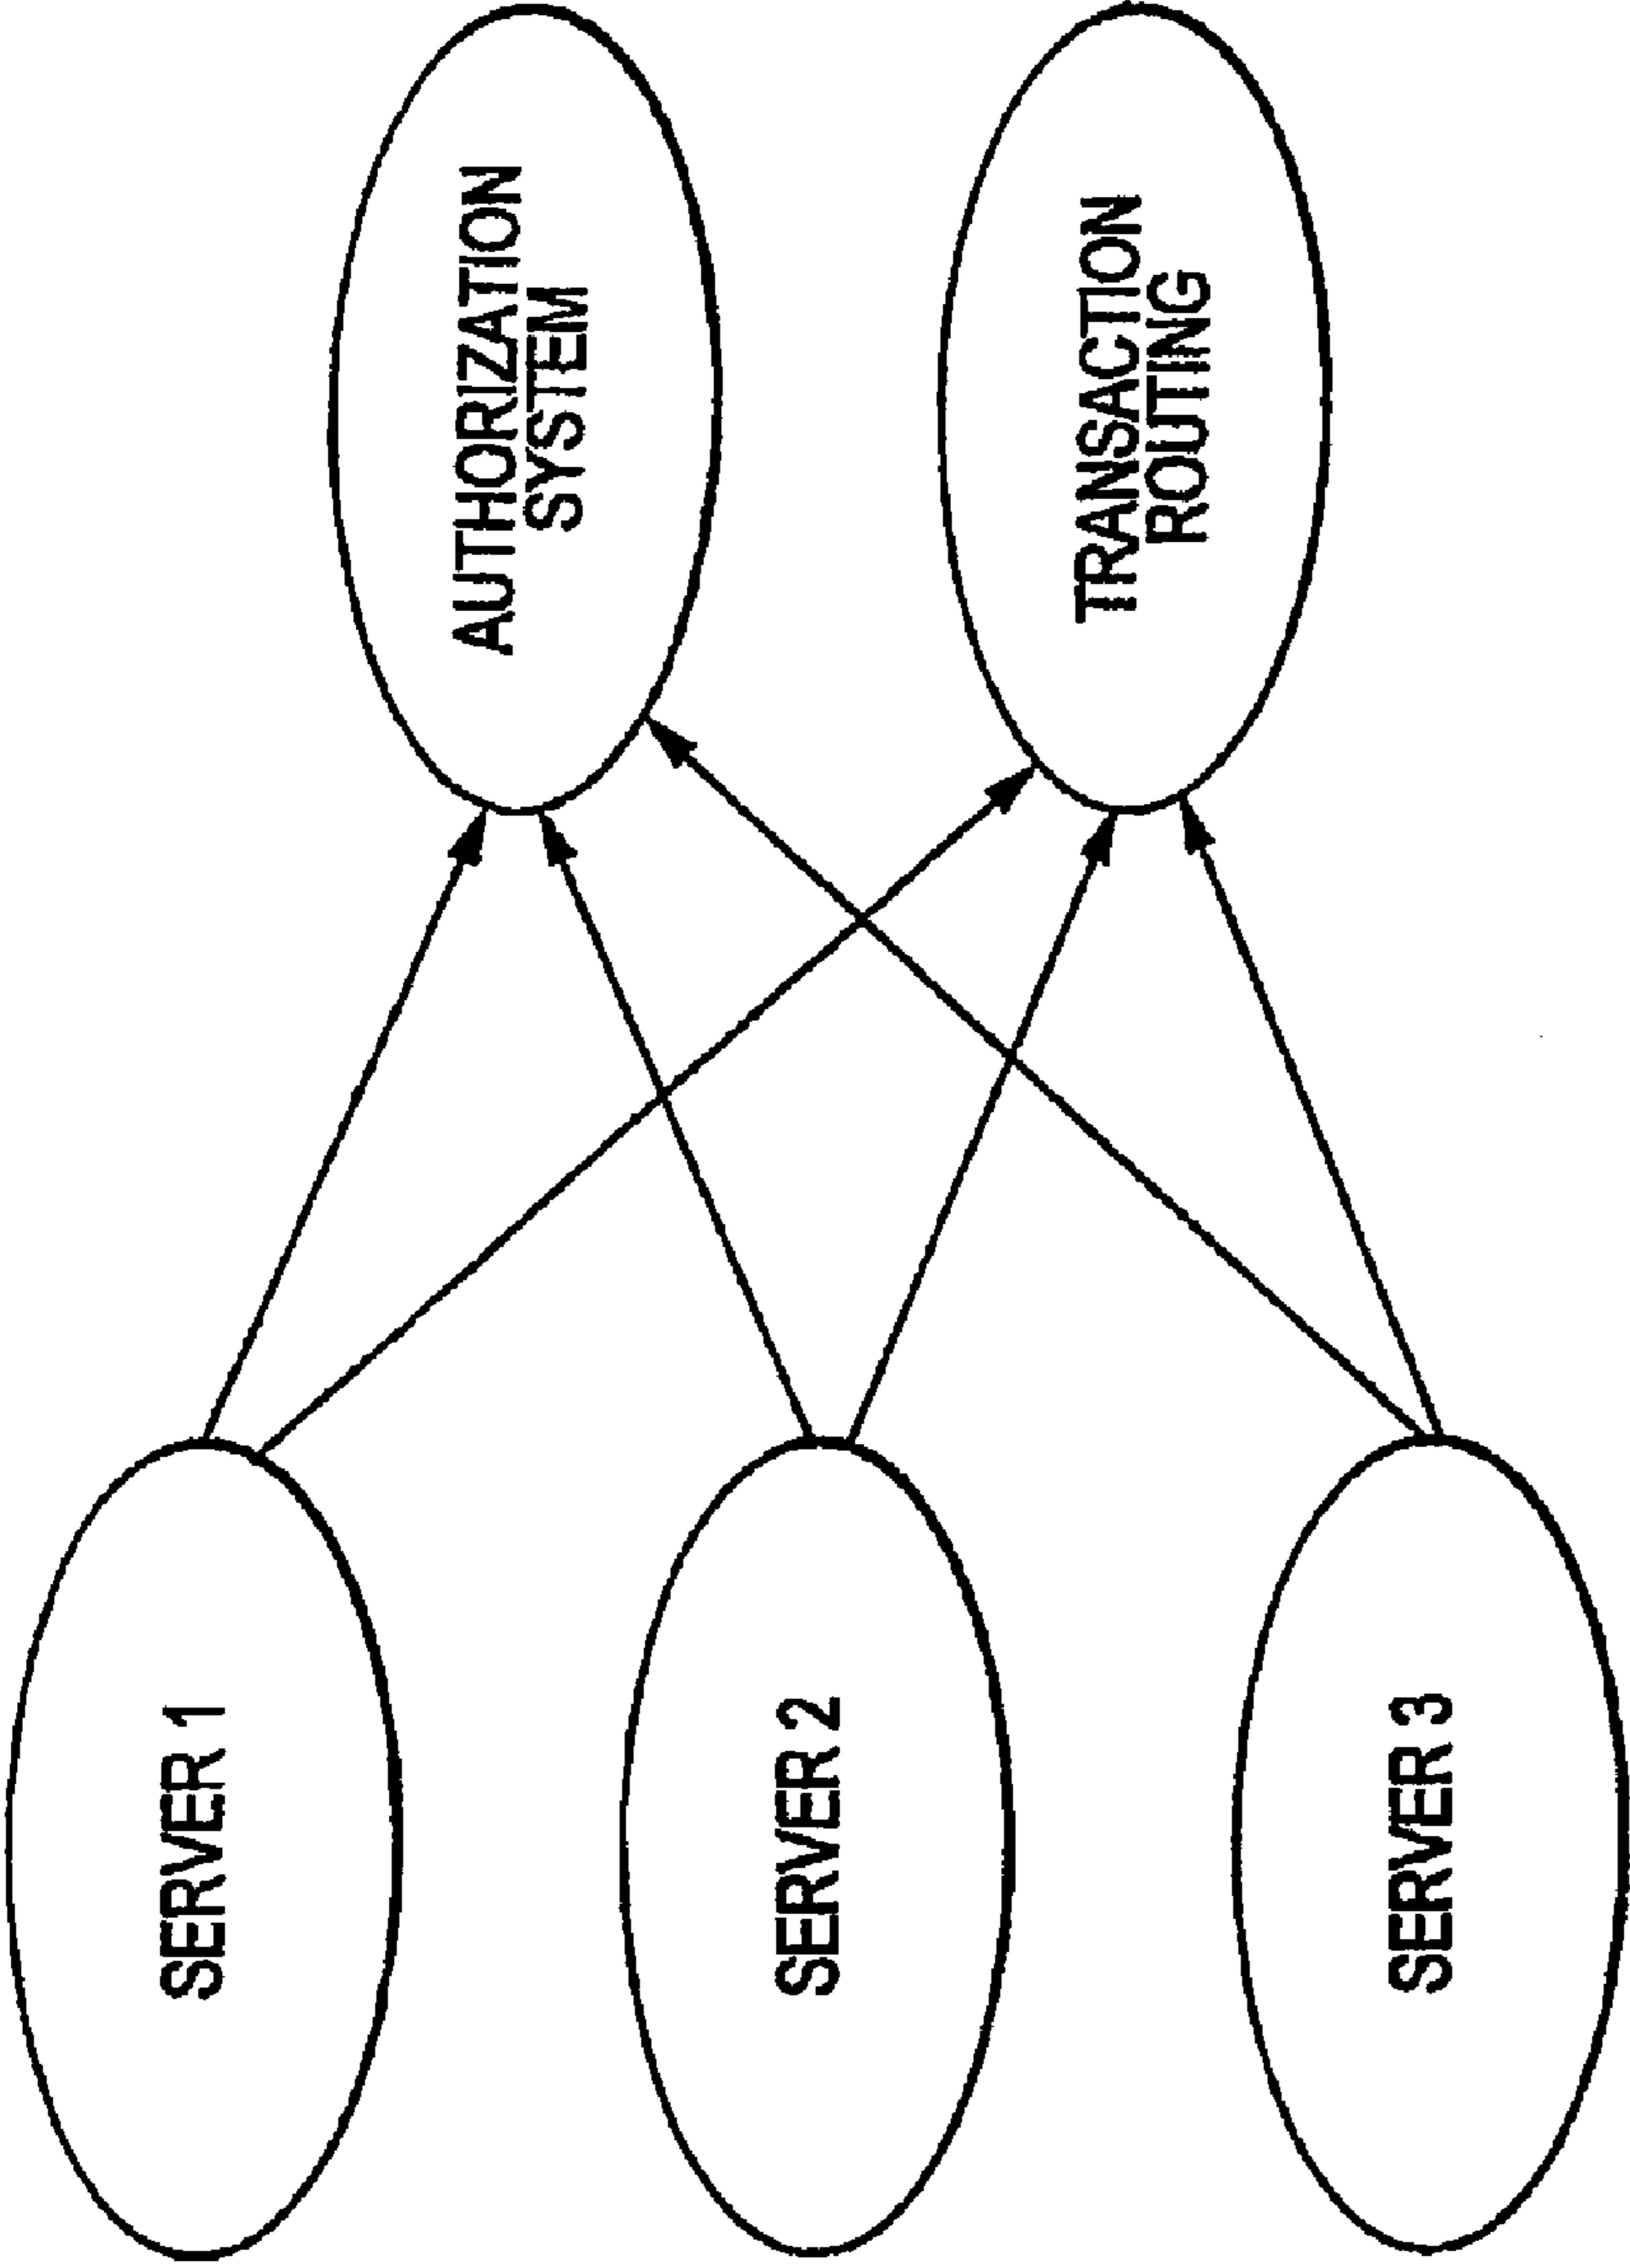 SERVER 1
SERVER 2
SERVER 3
AUTHORIZATION
SYSTEM
TRANSACTION
ROUTING